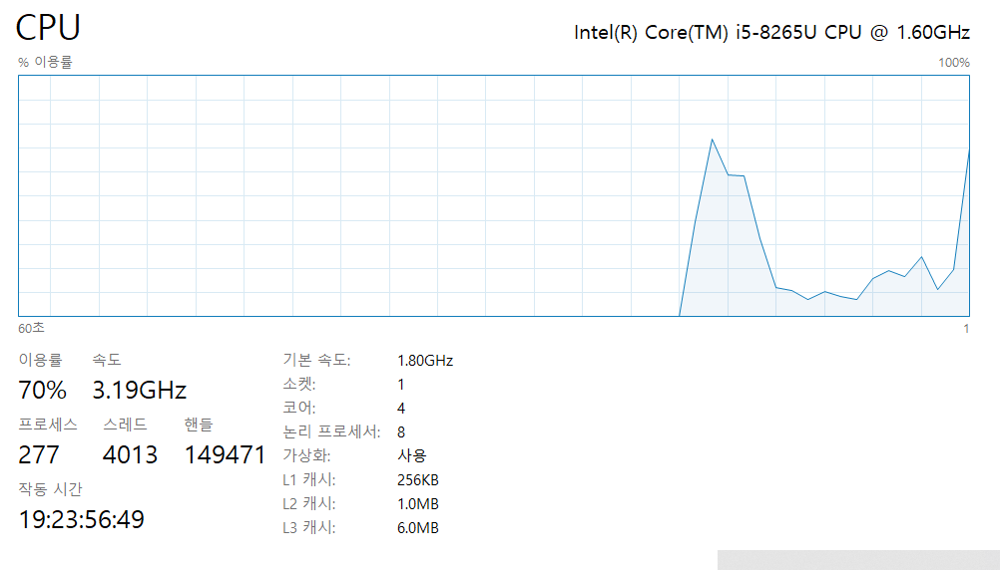 CPU
Intel(R) Core(TM) i5-8265U CPU @ 1.60GHz
% 이용률
100%
60초
1
이용률 속도
70% 3.19GHz
프로세스 스레드 핸들
277 4013 149471
작동 시간
19:23:56:49
기본 속도: 1.80GHz
소켓: 1
코어: 4
논리 프로세서: 8
가상화: 사용
L1 캐시: 256KB
L2 캐시: 1.0MB
L3 캐시: 6.0MB